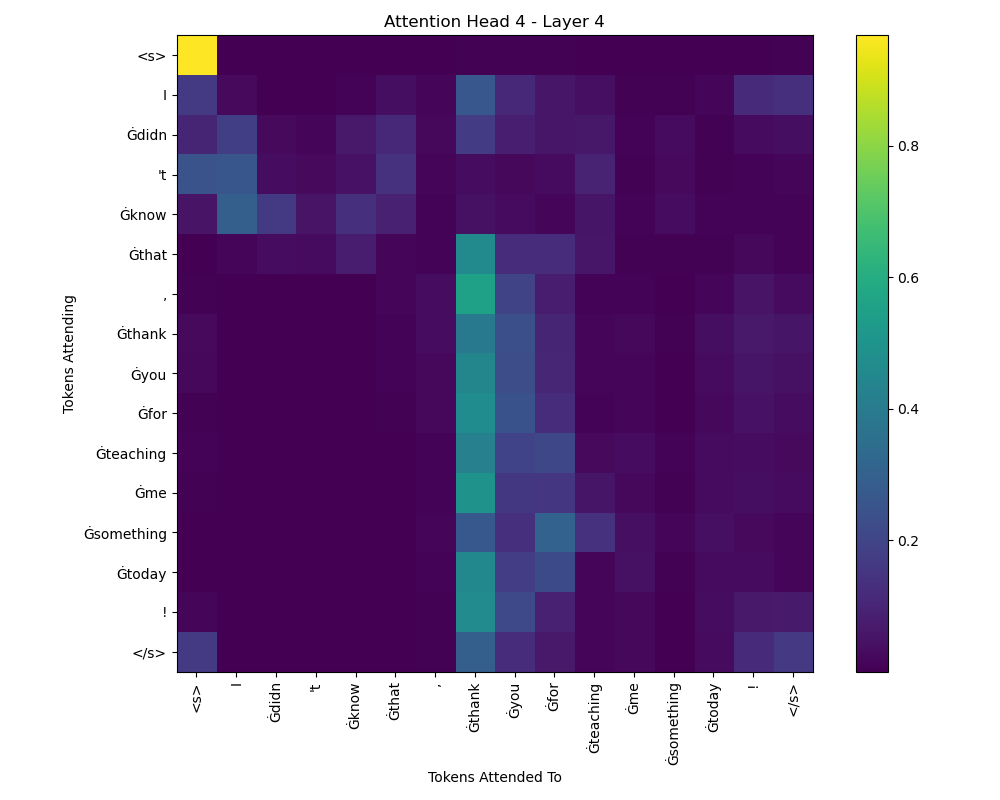 Attention Head 4 - Layer 4
Tokens Attending
<s>
I
Ġdidn
't
Ġknow
Ġthat
,
Ġthank
Ġyou
Ġfor
Ġteaching
Ġme
Ġsomething
Ġtoday
!
</s>
<s>
I
Ġdidn
't
Ġknow
Ġthat
,
Ġthank
Ġyou
Ġfor
Ġteaching
Ġme
Ġsomething
Ġtoday
!
</s>
Tokens Attended To
0.8
0.6
0.4
0.2